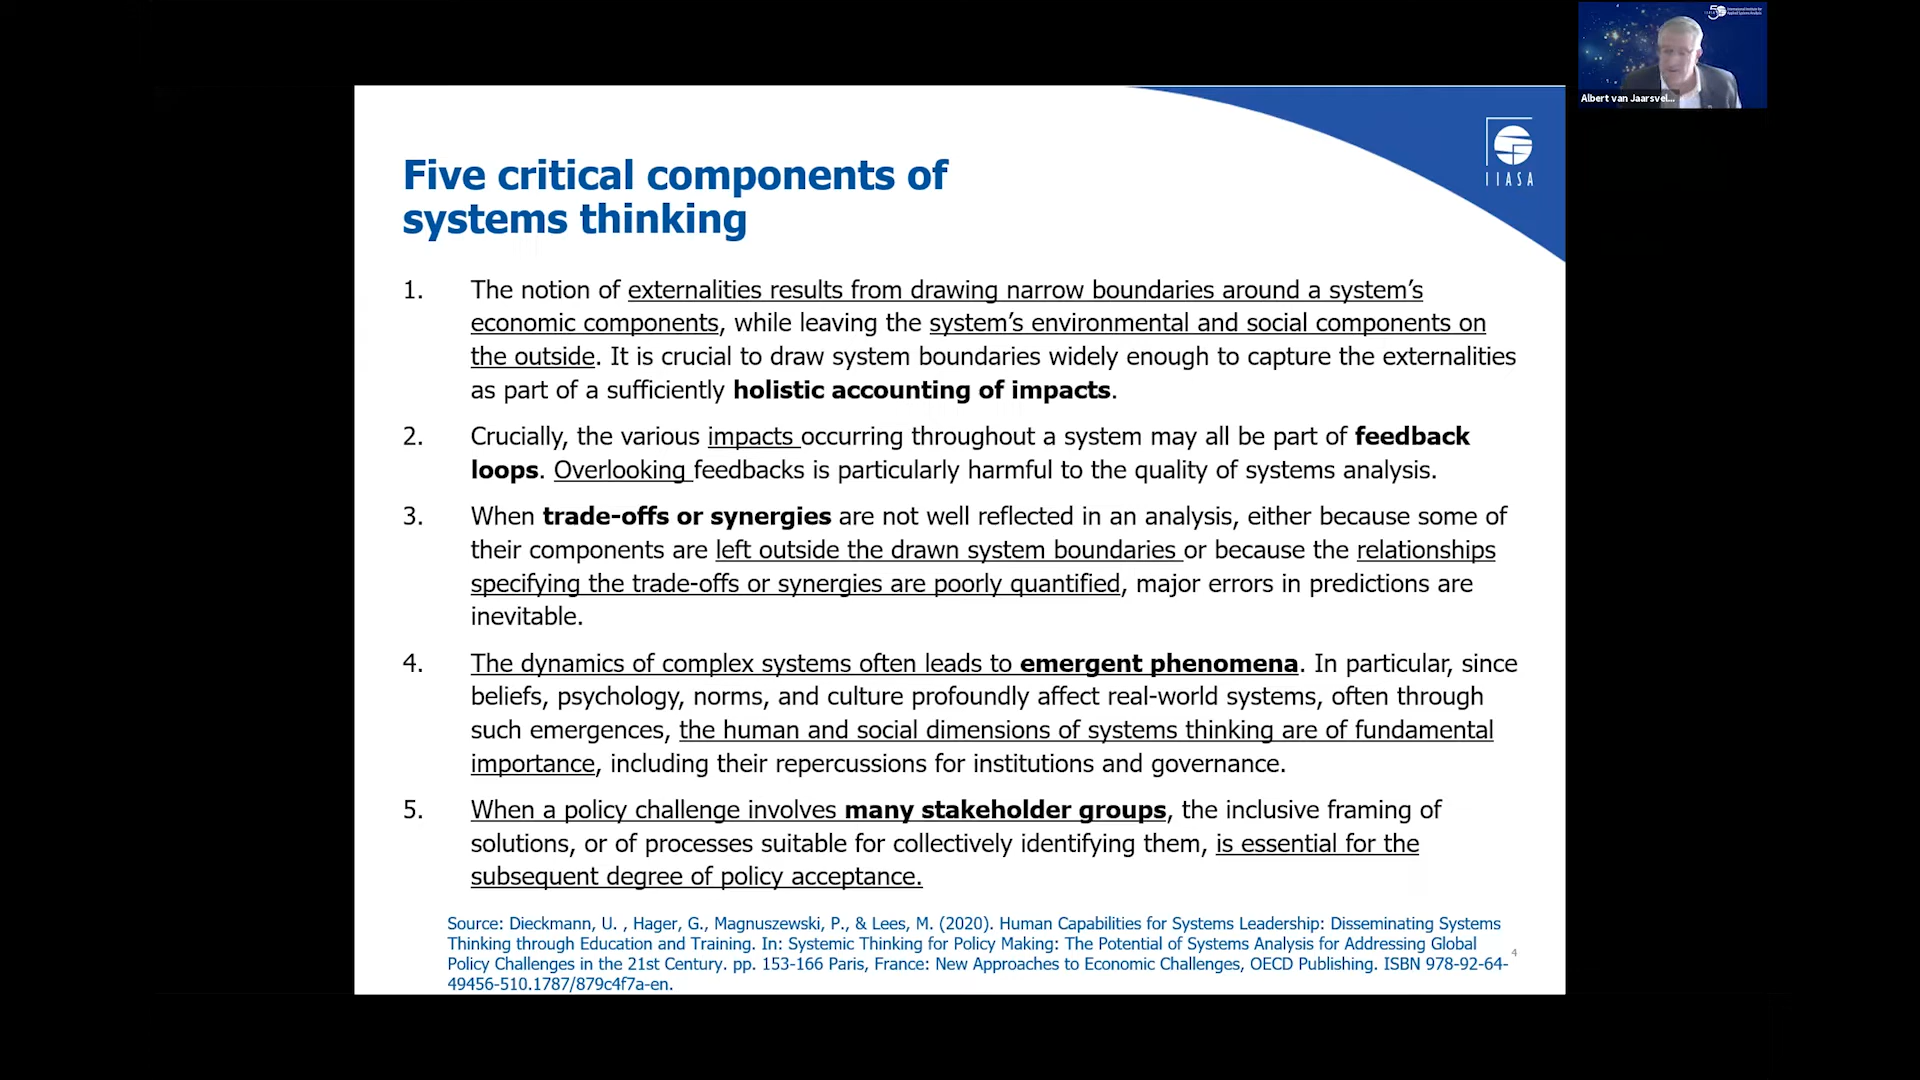 Albert van Jaarsvel...
IIASA
Five critical components of
systems thinking
1. The notion of externalities results from drawing narrow boundaries around a system’s
economic components, while leaving the system’s environmental and social components on
the outside. It is crucial to draw system boundaries widely enough to capture the externalities
as part of a sufficiently holistic accounting of impacts.
2. Crucially, the various impacts occurring throughout a system may all be part of feedback
loops. Overlooking feedbacks is particularly harmful to the quality of systems analysis.
3. When trade-offs or synergies are not well reflected in an analysis, either because some of
their components are left outside the drawn system boundaries or because the relationships
specifying the trade-offs or synergies are poorly quantified, major errors in predictions are
inevitable.
4. The dynamics of complex systems often leads to emergent phenomena. In particular, since
beliefs, psychology, norms, and culture profoundly affect real-world systems, often through
such emergences, the human and social dimensions of systems thinking are of fundamental
importance, including their repercussions for institutions and governance.
5. When a policy challenge involves many stakeholder groups, the inclusive framing of
solutions, or of processes suitable for collectively identifying them, is essential for the
subsequent degree of policy acceptance.
Source: Dieckmann, U. , Hager, G., Magnuszewski, P., & Lees, M. (2020). Human Capabilities for Systems Leadership: Disseminating Systems
Thinking through Education and Training. In: Systemic Thinking for Policy Making: The Potential of Systems Analysis for Addressing Global
Policy Challenges in the 21st Century. pp. 153-166 Paris, France: New Approaches to Economic Challenges, OECD Publishing. ISBN 978-92-64-
49456-510.1787/879c4f7a-en.
4